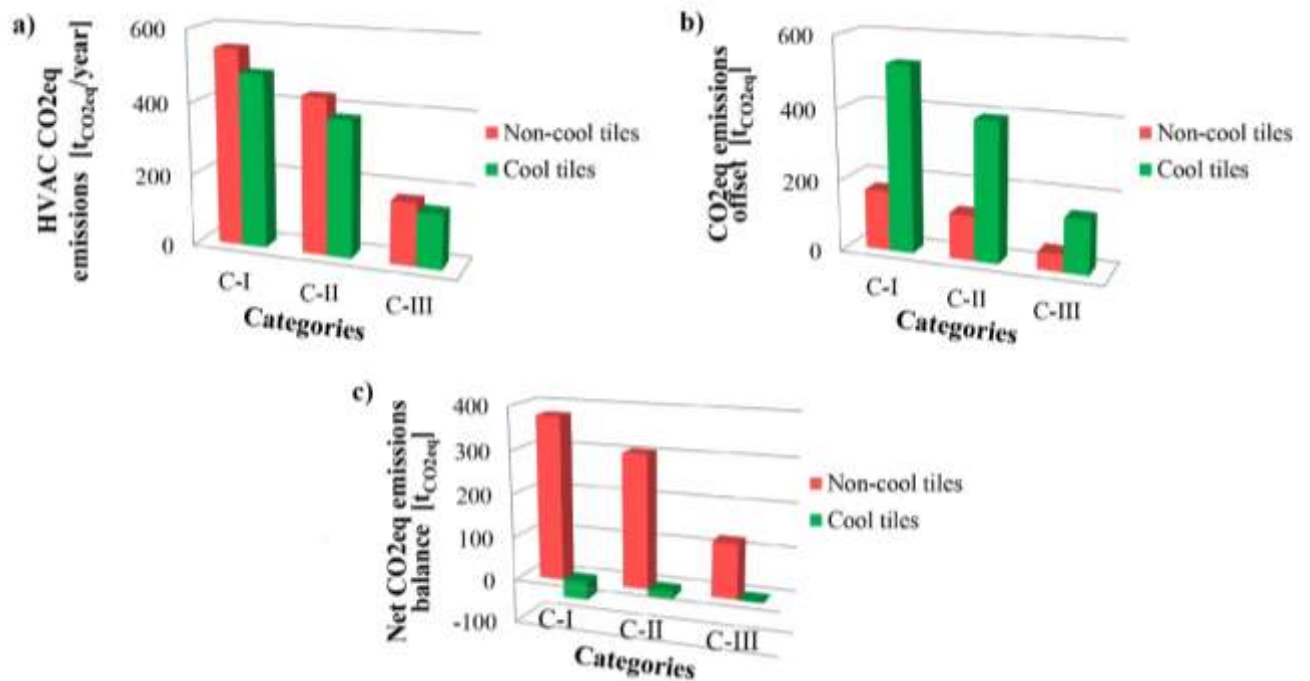 a)
HVAC CO2eq
emissions [tCO2eq/year]
600
400
200
0
C-I
C-II
C-III
Categories
Non-cool tiles
Cool tiles
b)
CO2eq emissions
offset [tCO2eq]
600
400
200
0
C-I
C-II
C-III
Categories
Non-cool tiles
Cool tiles
c)
Net CO2eq emissions
balance [tCO2eq]
400
300
200
100
0
-100
C-I
C-II
C-III
Categories
Non-cool tiles
Cool tiles